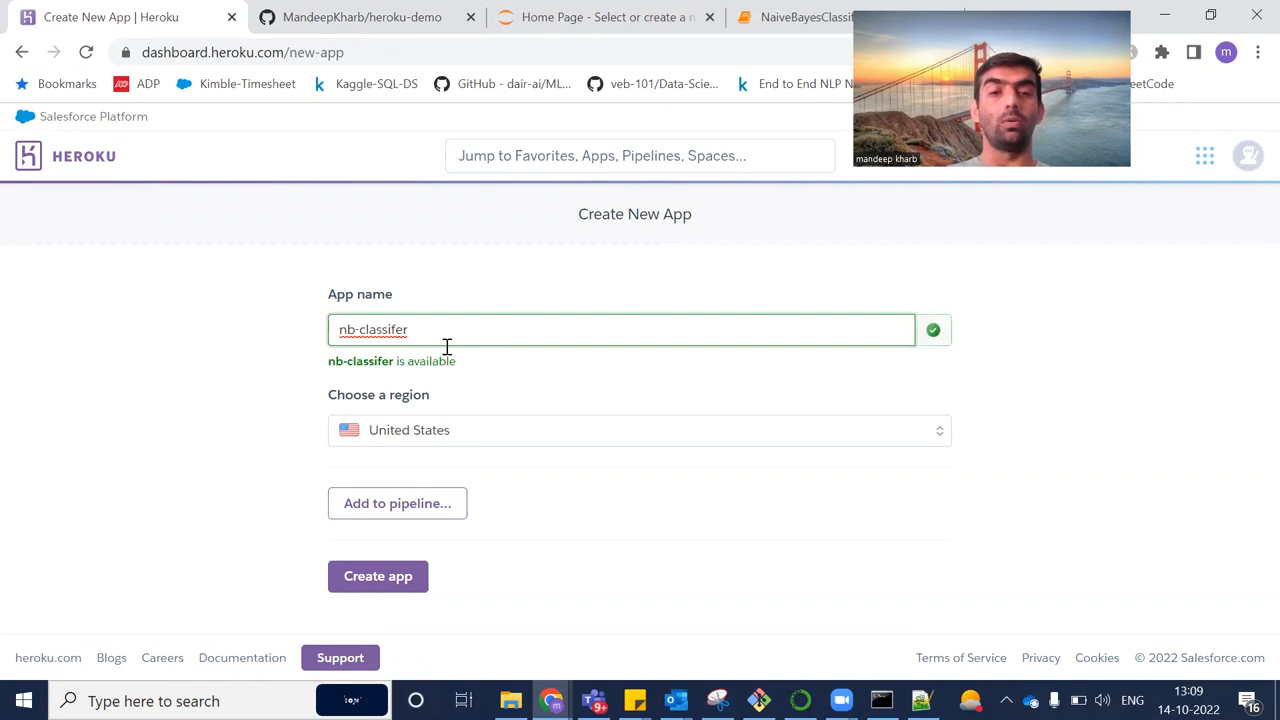 Create New App | Heroku
MandeepKharb/heroku-demo
Home Page - Select or create a n
NaiveBayesClassif
dashboard.heroku.com/new-app
m
Bookmarks
ADP
Kimble-Timeshe
Kaggle-SQL-DS
GitHub - dair-ai/ML...
veb-101/Data-Scie...
End to End NLP N
eetCode
mandeep kharb
Salesforce Platform
HEROKU
Jump to Favorites, Apps, Pipelines, Spaces...
Create New App
App name
nb-classifer
nb-classifer is available
Choose a region
United States
Add to pipeline...
Create app
heroku.com
Blogs
Careers
Documentation
Support
Terms of Service
Privacy
Cookies
© 2022 Salesforce.com
Type here to search
9+
ENG
13:09
14-10-2022
16